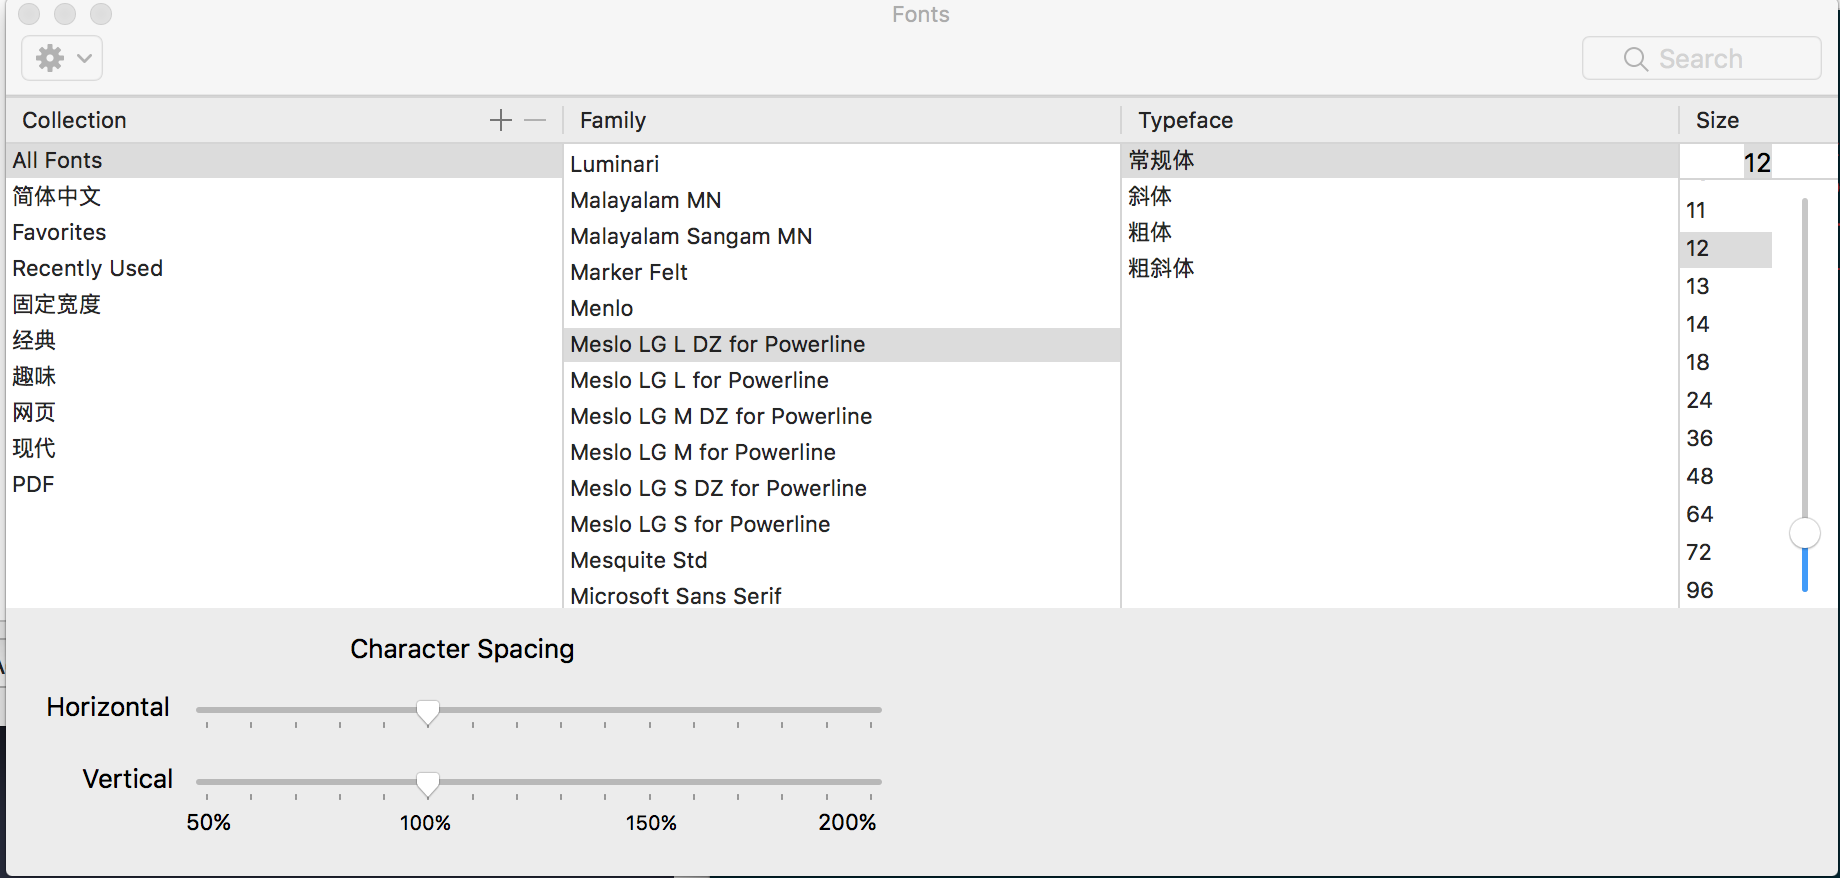 Fonts
Search
Collection
Family
Typeface
Size
All Fonts
简体中文
Favorites
Recently Used
固定宽度
经典
趣味
网页
现代
PDF
Luminari
Malayalam MN
Malayalam Sangam MN
Marker Felt
Menlo
Meslo LG L DZ for Powerline
Meslo LG L for Powerline
Meslo LG M DZ for Powerline
Meslo LG M for Powerline
Meslo LG S DZ for Powerline
Meslo LG S for Powerline
Mesquite Std
Microsoft Sans Serif
常规体
斜体
粗体
粗斜体
12
11
12
13
14
18
24
36
48
64
72
96
Character Spacing
Horizontal
Vertical
50% 100% 150% 200%